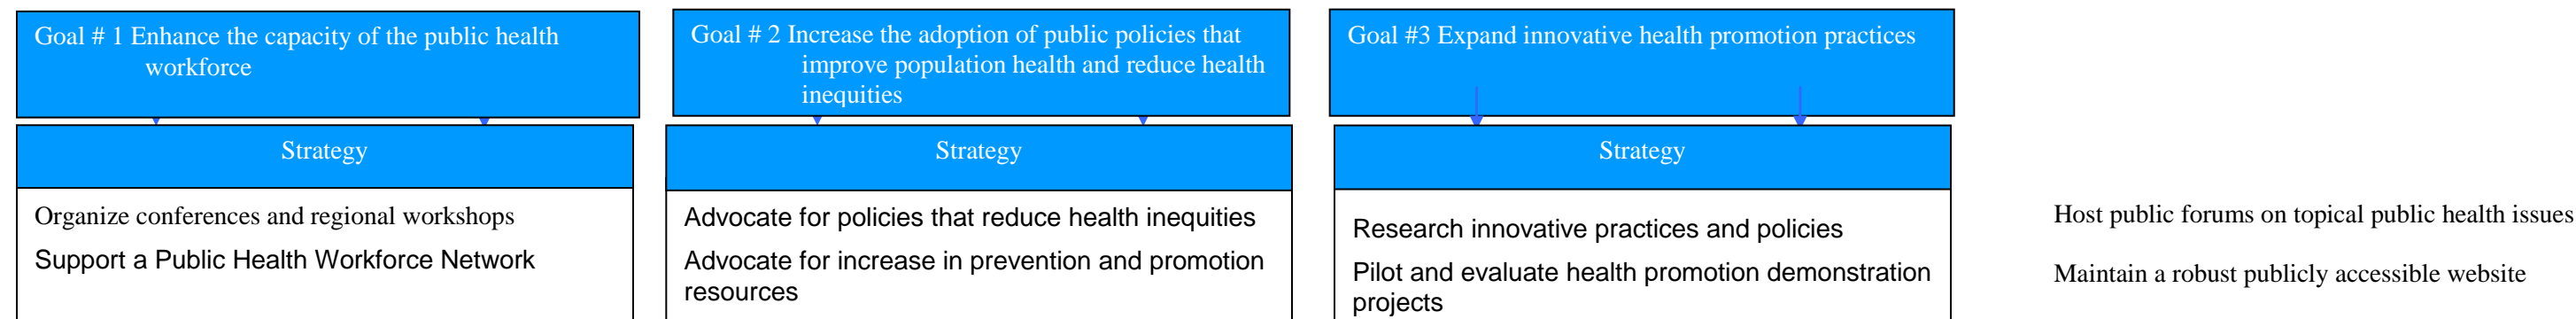 Goal # 1 Enhance the capacity of the public health
workforce
Strategy
Organize conferences and regional workshops
Support a Public Health Workforce Network
Goal # 2 Increase the adoption of public policies that
improve population health and reduce health
inequities
Strategy
Advocate for policies that reduce health inequities
Advocate for increase in prevention and promotion
resources
Goal #3 Expand innovative health promotion practices
Strategy
Research innovative practices and policies
Pilot and evaluate health promotion demonstration
projects
Host public forums on topical public health issues
Maintain a robust publicly accessible website